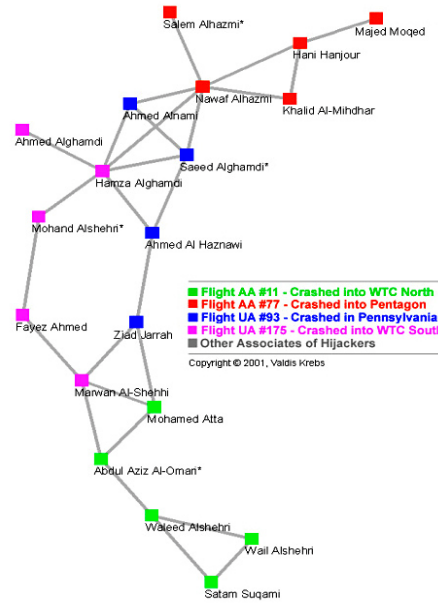 Salem Alhazmi*
Majed Moqed
Hani Hanjour
Nawaf Alhazmi
Khalid Al-Mihdhar
Ahmed Alnami
Ahmed Alghamdi
Saeed Alghamdi*
Hamza Alghamdi
Mohand Alshehri*
Ahmed Al Haznawi
Flight AA #11 - Crashed into WTC North
Flight AA #77 - Crashed into Pentagon
Flight UA #93 - Crashed in Pennsylvania
Flight UA #175 - Crashed into WTC South
Other Associates of Hijackers
Copyright © 2001, Valdis Krebs
Fayez Ahmed
Ziad Jarrah
Marwan Al-Shehhi
Mohamed Atta
Abdul Aziz Al-Omari*
Waleed Alshehri
Wail Alshehri
Satam Suqami